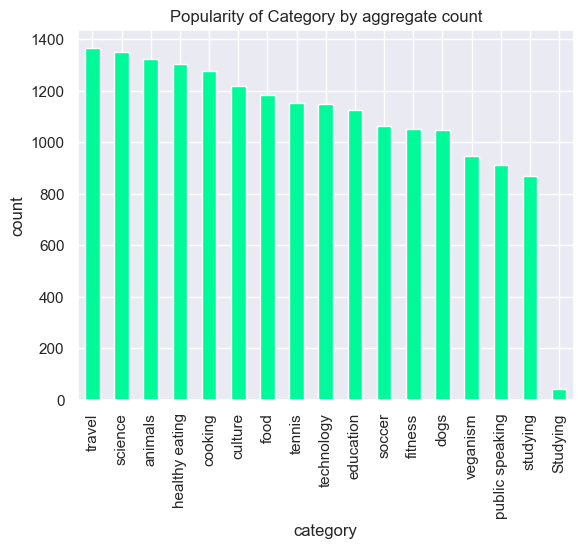 Popularity of Category by aggregate count
1400
1200
1000
800
600
400
200
0
count
travel
science
animals
healthy eating
cooking
culture
food
tennis
technology
education
soccer
fitness
dogs
veganism
public speaking
studying
Studying
category